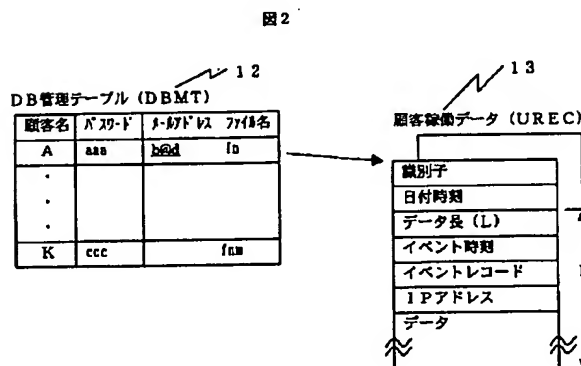 図2
12
DB管理テーブル (DBMT)
顧客名 パスワード メールアドレス ファイル名
A aaa b@d fn
K ccc fnm
13
顧客稼働データ (UREC)
識別子
日付時刻
データ長 (L)
イベント時刻
イベントレコード
IPアドレス
データ